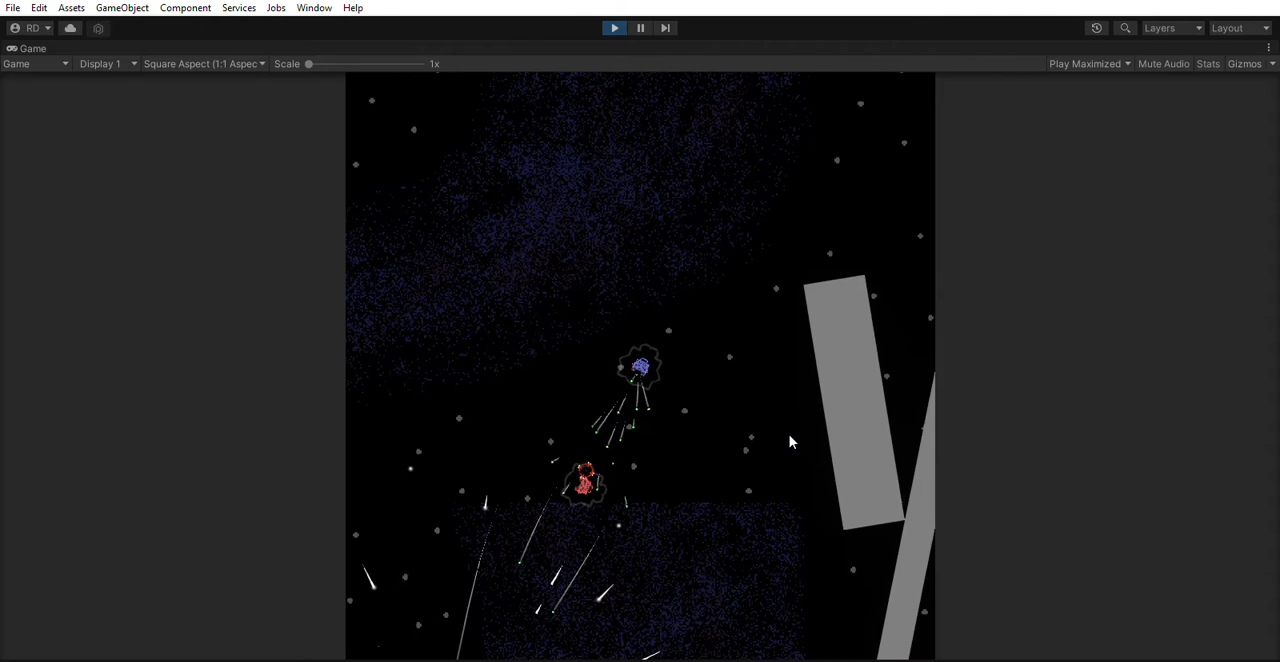 File Edit Assets GameObject Component Services Jobs Window Help
RD Layers Layout
Game
Game Display 1 Square Aspect (1:1 Aspec Scale 1x Play Maximized Mute Audio Stats Gizmos